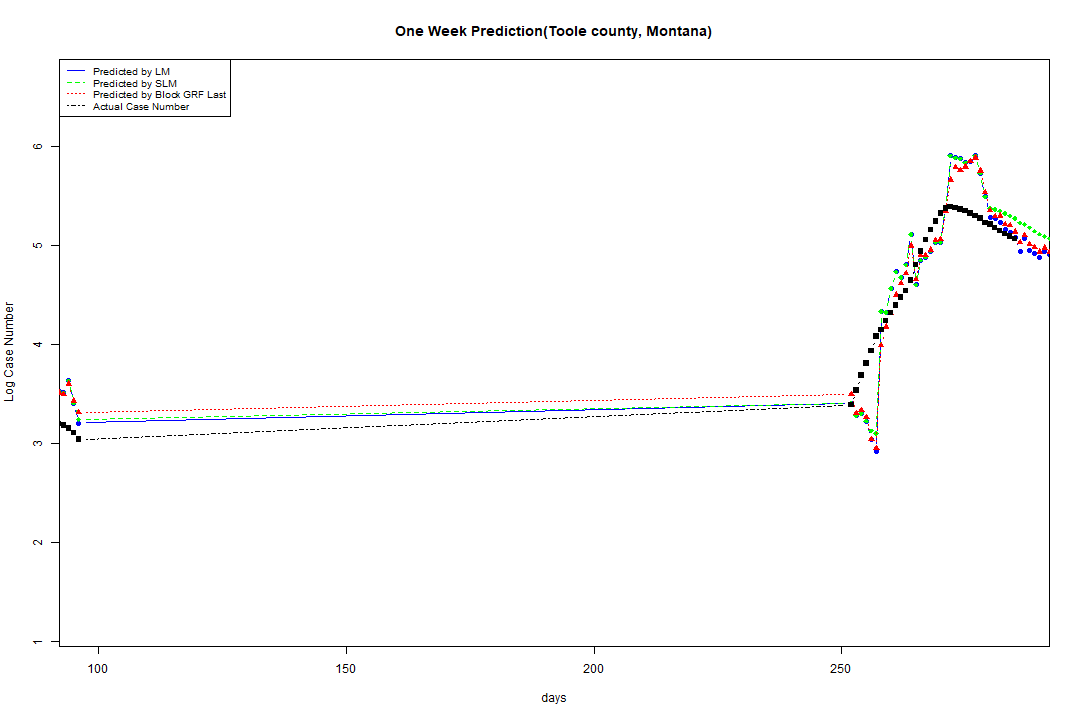 One Week Prediction(Toole county, Montana)
Predicted by LM
Predicted by SLM
Predicted by Block GRF Last
Actual Case Number
Log Case Number
6
5
4
3
2
1
100 150 200 250
days